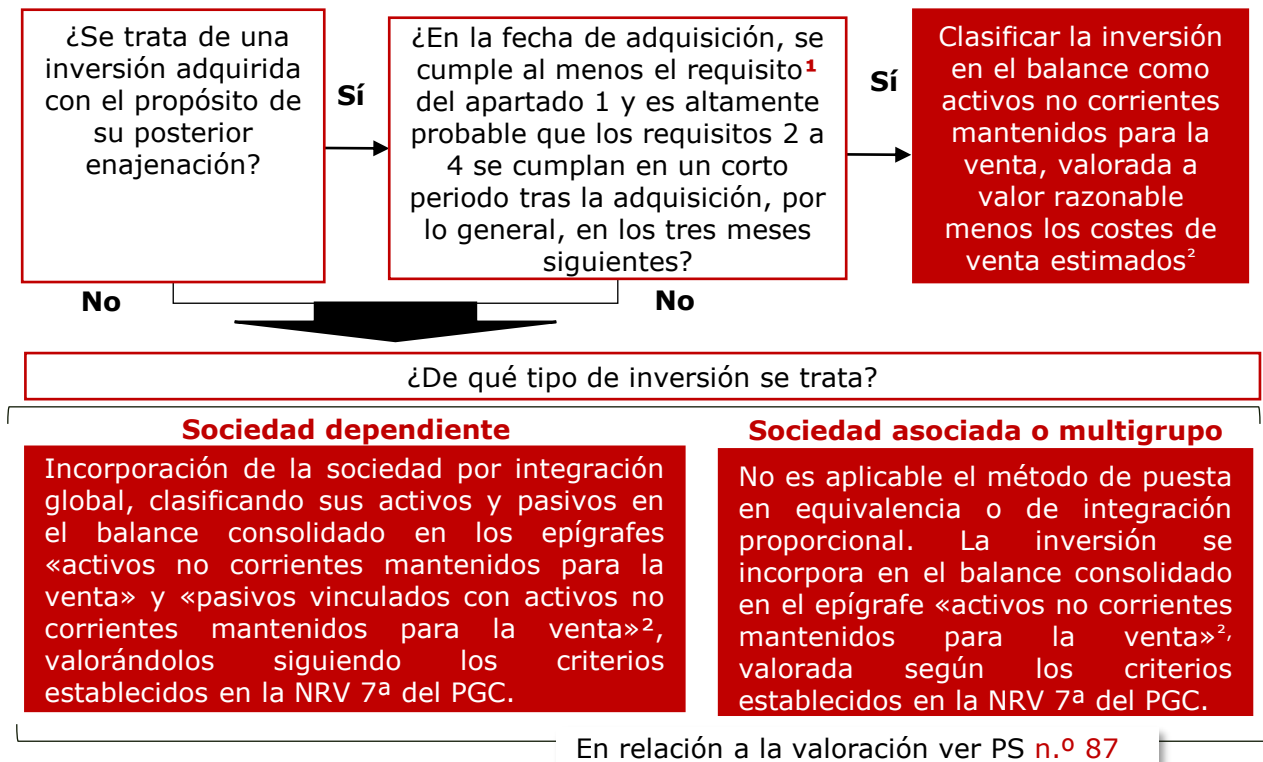 ¿Se trata de una
inversión adquirida
con el propósito de
su posterior
enajenación?
Sí
¿En la fecha de adquisición, se
cumple al menos el requisito¹
del apartado 1 y es altamente
probable que los requisitos 2 a
4 se cumplan en un corto
periodo tras la adquisición, por
lo general, en los tres meses
siguientes?
Sí
Clasificar la inversión
en el balance como
activos no corrientes
mantenidos para la
venta, valorada a
valor razonable
menos los costes de
venta estimados²
No
No
¿De qué tipo de inversión se trata?
Sociedad dependiente
Incorporación de la sociedad por integración
global, clasificando sus activos y pasivos en
el balance consolidado en los epígrafes
«activos no corrientes mantenidos para la
venta» y «pasivos vinculados con activos no
corrientes mantenidos para la venta»²,
valorándolos siguiendo los criterios
establecidos en la NRV 7ª del PGC.
Sociedad asociada o multigrupo
No es aplicable el método de puesta
en equivalencia o de integración
proporcional. La inversión se
incorpora en el balance consolidado
en el epígrafe «activos no corrientes
mantenidos para la venta»²,
valorada según los criterios
establecidos en la NRV 7ª del PGC.
En relación a la valoración ver PS n.º 87